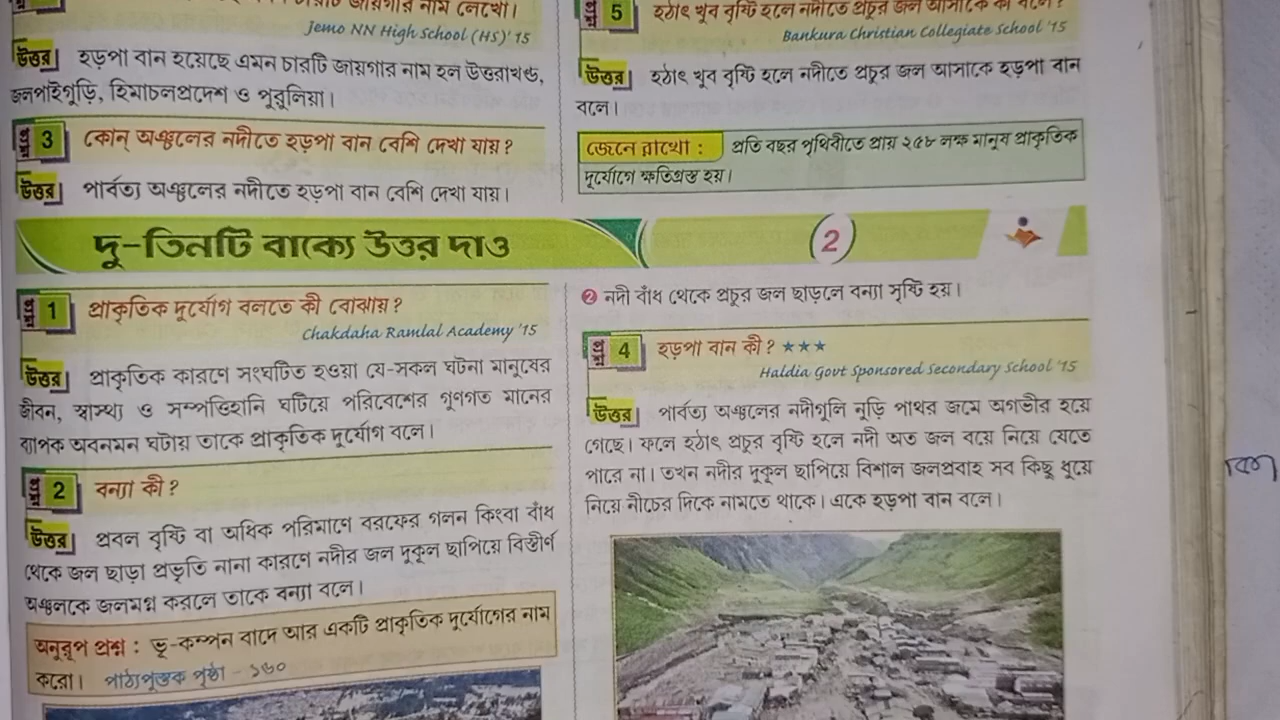 জায়গার নাম লেখো।
Jemo NN High School (HS)' 15
উত্তর হড়পা বান হয়েছে এমন চারটি জায়গার নাম হল উত্তরাখণ্ড,
জলপাইগুড়ি, হিমাচলপ্রদেশ ও পুরুলিয়া।
প্রশ্ন 3 কোন্ অঞ্চলের নদীতে হড়পা বান বেশি দেখা যায়?
উত্তর পার্বত্য অঞ্চলের নদীতে হড়পা বান বেশি দেখা যায়।
প্রশ্ন 5 হঠাৎ খুব বৃষ্টি হলে নদীতে প্রচুর জল আসাকে কী বলে?
Bankura Christian Collegiate School '15
উত্তর হঠাৎ খুব বৃষ্টি হলে নদীতে প্রচুর জল আসাকে হড়পা বান
বলে।
জেনে রাখো : প্রতি বছর পৃথিবীতে প্রায় ২৫৮ লক্ষ মানুষ প্রাকৃতিক
দুর্যোগে ক্ষতিগ্রস্ত হয়।
দু-তিনটি বাক্যে উত্তর দাও 2
প্রশ্ন 1 প্রাকৃতিক দুর্যোগ বলতে কী বোঝায়?
Chakdaha Ramlal Academy '15
উত্তর প্রাকৃতিক কারণে সংঘটিত হওয়া যে-সকল ঘটনা মানুষের
জীবন, স্বাস্থ্য ও সম্পত্তিহানি ঘটিয়ে পরিবেশের গুণগত মানের
ব্যাপক অবনমন ঘটায় তাকে প্রাকৃতিক দুর্যোগ বলে।
প্রশ্ন 2 বন্যা কী?
উত্তর প্রবল বৃষ্টি বা অধিক পরিমাণে বরফের গলন কিংবা বাঁধ
থেকে জল ছাড়া প্রভৃতি নানা কারণে নদীর জল দুকূল ছাপিয়ে বিস্তীর্ণ
অঞ্চলকে জলমগ্ন করলে তাকে বন্যা বলে।
অনুরূপ প্রশ্ন : ভূ-কম্পন বাদে আর একটি প্রাকৃতিক দুর্যোগের নাম
করো। পাঠ্যপুস্তক পৃষ্ঠা - ১৬০
2 নদী বাঁধ থেকে প্রচুর জল ছাড়লে বন্যা সৃষ্টি হয়।
প্রশ্ন 4 হড়পা বান কী? ★★★
Haldia Govt Sponsored Secondary School '15
উত্তর পার্বত্য অঞ্চলের নদীগুলি নুড়ি পাথর জমে অগভীর হয়ে
গেছে। ফলে হঠাৎ প্রচুর বৃষ্টি হলে নদী অত জল বয়ে নিয়ে যেতে
পারে না। তখন নদীর দুকূল ছাপিয়ে বিশাল জলপ্রবাহ সব কিছু ধুয়ে
নিয়ে নীচের দিকে নামতে থাকে। একে হড়পা বান বলে।